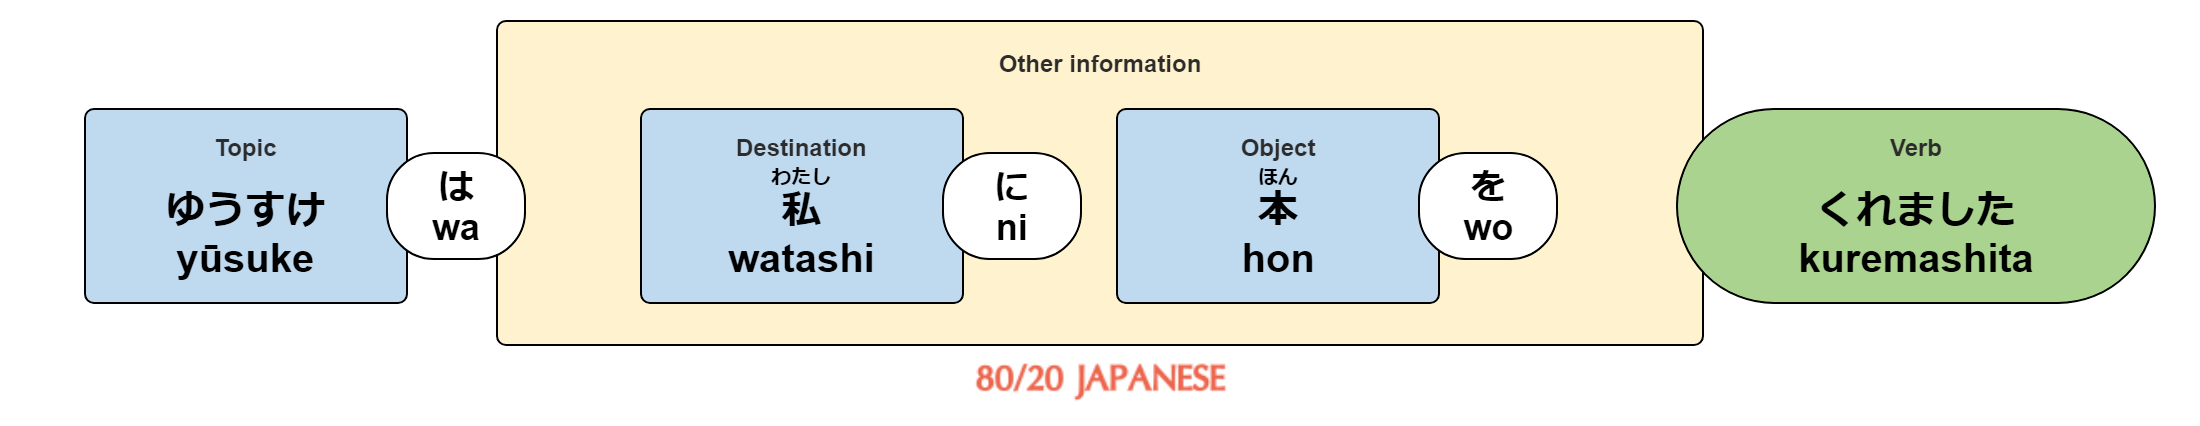 Other information
Topic
ゆうすけ
yūsuke
は
wa
Destination
わたし
私
watashi
に
ni
Object
ほん
本
hon
を
wo
Verb
くれました
kuremashita
80/20 JAPANESE